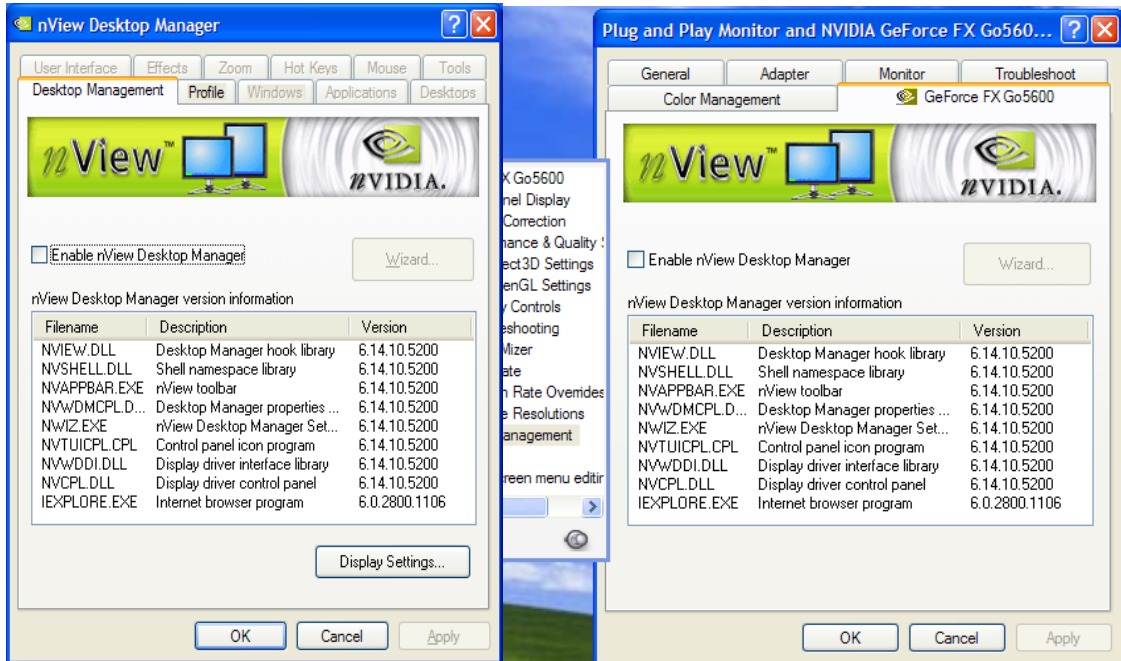 nView Desktop Manager
User Interface Effects Zoom Hot Keys Mouse Tools
Desktop Management Profile Windows Applications Desktops
nVIEW™
nVIDIA.
Enable nView Desktop Manager
Wizard...
nView Desktop Manager version information
Filename Description Version
NVIEW.DLL Desktop Manager hook library 6.14.10.5200
NVSHELL.DLL Shell namespace library 6.14.10.5200
NVAPPBAR.EXE nView toolbar 6.14.10.5200
NVWDMCPL.D... Desktop Manager properties ... 6.14.10.5200
NWIZ.EXE nView Desktop Manager Set... 6.14.10.5200
NVTUICPL.CPL Control panel icon program 6.14.10.5200
NVWDDI.DLL Display driver interface library 6.14.10.5200
NVCPL.DLL Display driver control panel 6.14.10.5200
IEXPLORE.EXE Internet browser program 6.0.2800.1106
Display Settings...
OK Cancel Apply
X Go5600
nel Display
Correction
nance & Quality
ect3D Settings
enGL Settings
y Controls
eshooting
Mizer
ate
n Rate Overrides
e Resolutions
anagement
creen menu editin
Plug and Play Monitor and NVIDIA GeForce FX Go560...
General Adapter Monitor Troubleshoot
Color Management GeForce FX Go5600
nVIEW™
nVIDIA.
Enable nView Desktop Manager
Wizard...
nView Desktop Manager version information
Filename Description Version
NVIEW.DLL Desktop Manager hook library 6.14.10.5200
NVSHELL.DLL Shell namespace library 6.14.10.5200
NVAPPBAR.EXE nView toolbar 6.14.10.5200
NVWDMCPL.D... Desktop Manager properties ... 6.14.10.5200
NWIZ.EXE nView Desktop Manager Set... 6.14.10.5200
NVTUICPL.CPL Control panel icon program 6.14.10.5200
NVWDDI.DLL Display driver interface library 6.14.10.5200
NVCPL.DLL Display driver control panel 6.14.10.5200
IEXPLORE.EXE Internet browser program 6.0.2800.1106
OK Cancel Apply